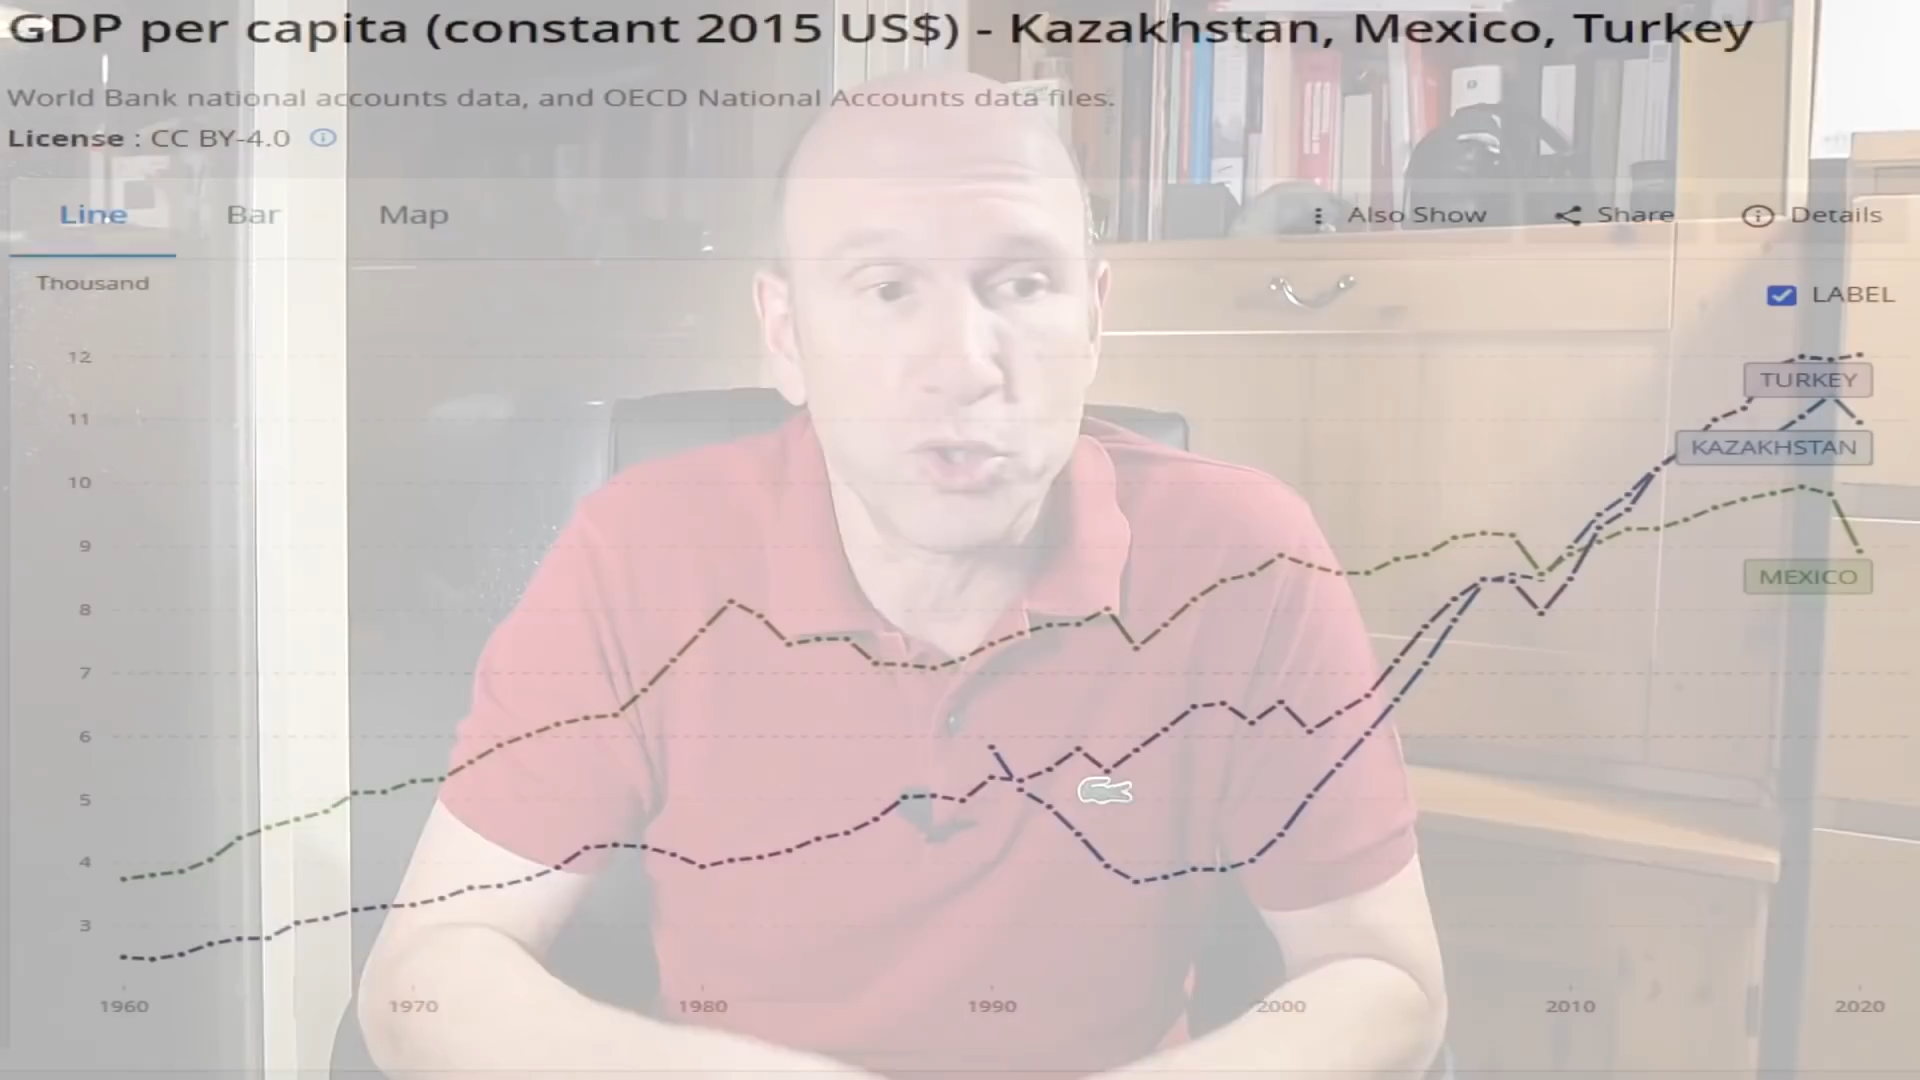 GDP per capita (constant 2015 US$) - Kazakhstan, Mexico, Turkey
World Bank national accounts data, and OECD National Accounts data files.
License : CC BY-4.0
Line Bar Map Also Show Share Details
Thousand
LABEL
12
TURKEY
11
KAZAKHSTAN
10
9
MEXICO
8
7
6
5
4
3
1960 1970 1980 1990 2000 2010 2020